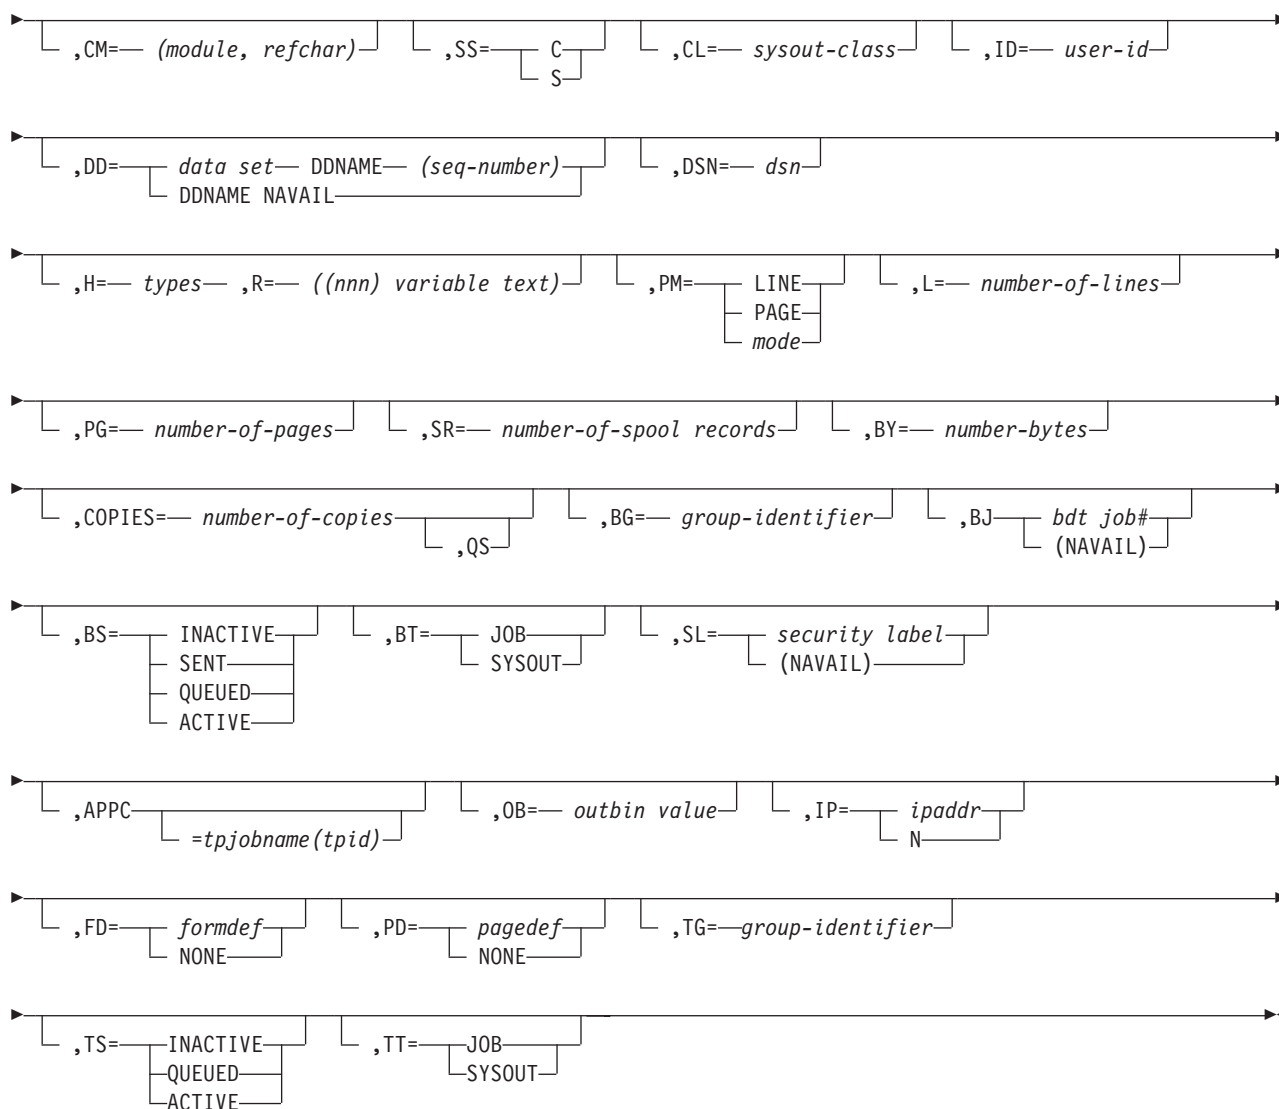 ,CM= (module, refchar) ,SS= C ,CL= sysout-class ,ID= user-id
S
,DD= data set DDNAME (seq-number) ,DSN= dsn
DDNAME NAVAIL
,H= types ,R= ((nnn) variable text) ,PM= LINE ,L= number-of-lines
PAGE
mode
,PG= number-of-pages ,SR= number-of-spool records ,BY= number-bytes
,COPIES= number-of-copies ,BG= group-identifier ,BJ bdt job#
,QS (NAVAIL)
,BS= INACTIVE ,BT= JOB ,SL= security label
SENT SYSOUT (NAVAIL)
QUEUED
ACTIVE
,APPC ,OB= outbin value ,IP= ipaddr
=tpjobname(tpid) N
,FD= formdef ,PD= pagedef ,TG= group-identifier
NONE NONE
,TS= INACTIVE ,TT= JOB
QUEUED SYSOUT
ACTIVE